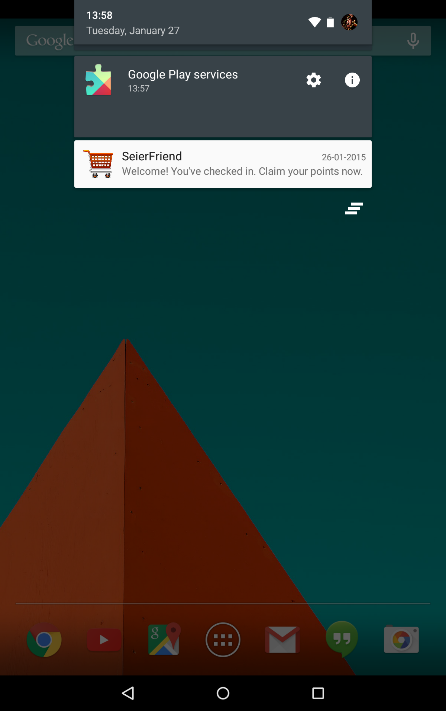 13:58
Tuesday, January 27
Google
Google Play services
13:57
SeierFriend
26-01-2015
Welcome! You've checked in. Claim your points now.